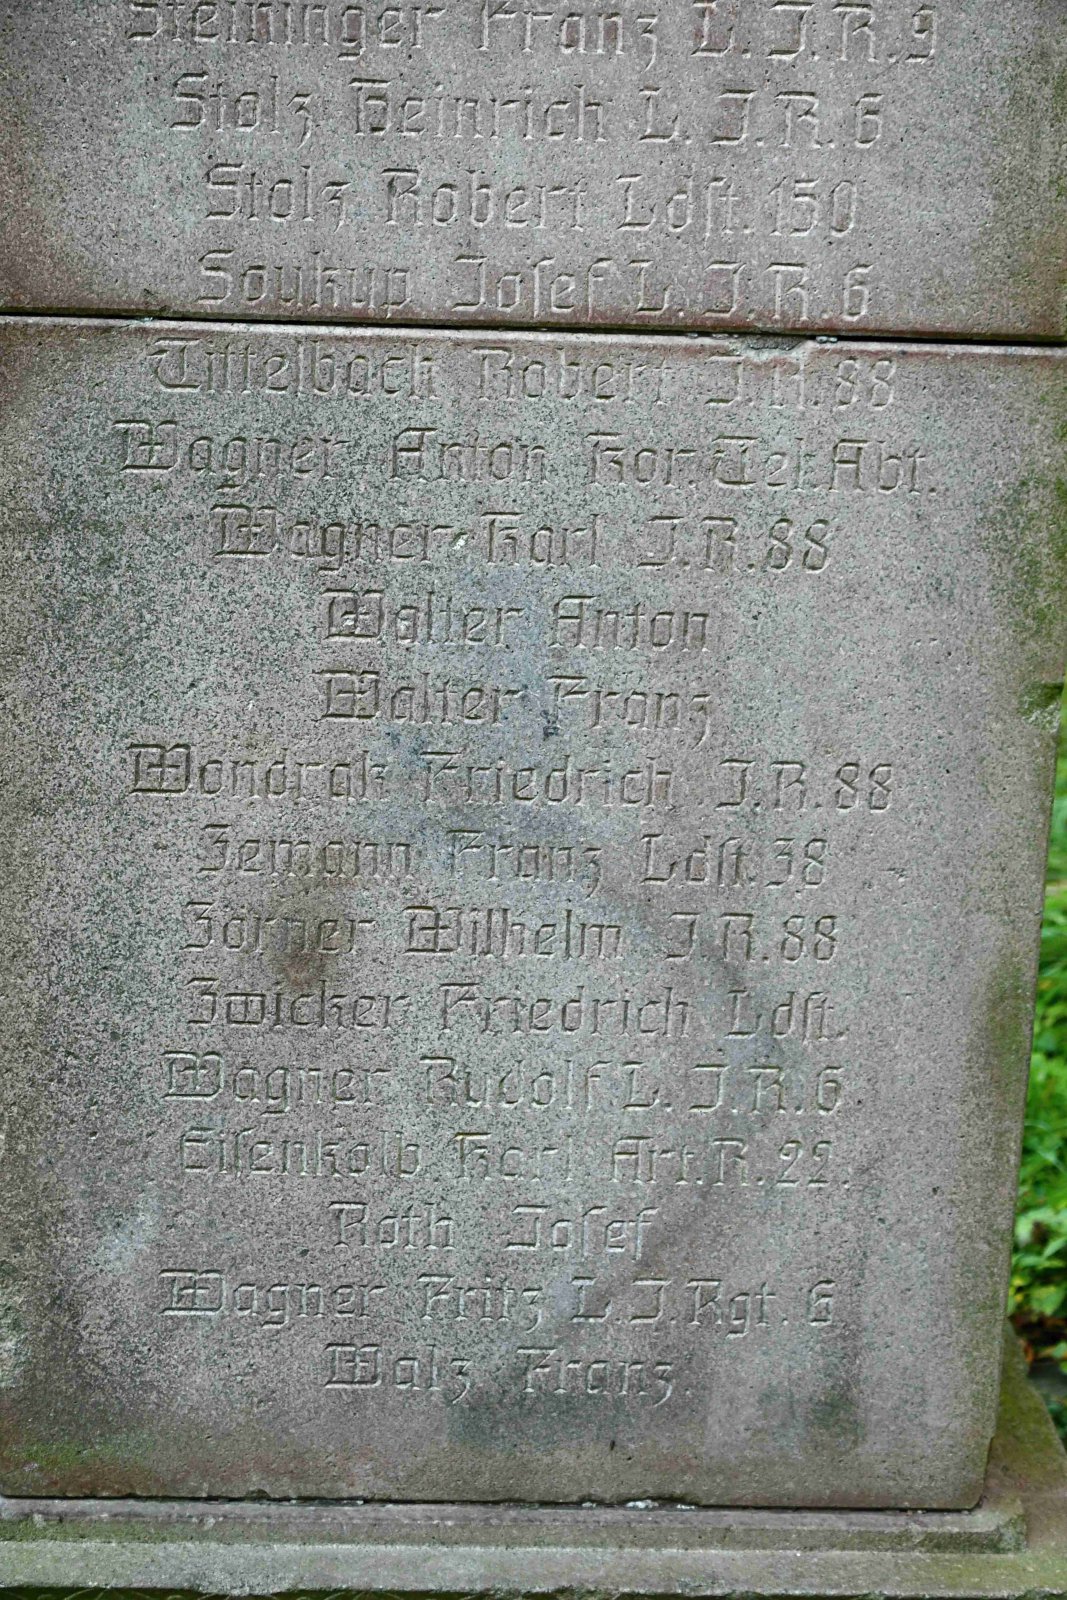 Steininger Franz L.J.R.9
Stolz Heinrich L.J.R.6
Stolz Robert Ldst.150
Soukup Josef L.J.R.6
Tittelbach Robert J.R.88
Wagner Anton Kor.Tel.Abt.
Wagner Karl J.R.88
Walter Anton
Walter Franz
Wondrak Friedrich J.R.88
Zemann Franz Ldst.38
Zörner Wilhelm J.R.88
Zwicker Friedrich Ldst.
Wagner Rudolf L.J.R.6
Eisenkolb Karl Art.R.22.
Roth Josef
Wagner Fritz L.J.Rgt.6
Walz Franz.